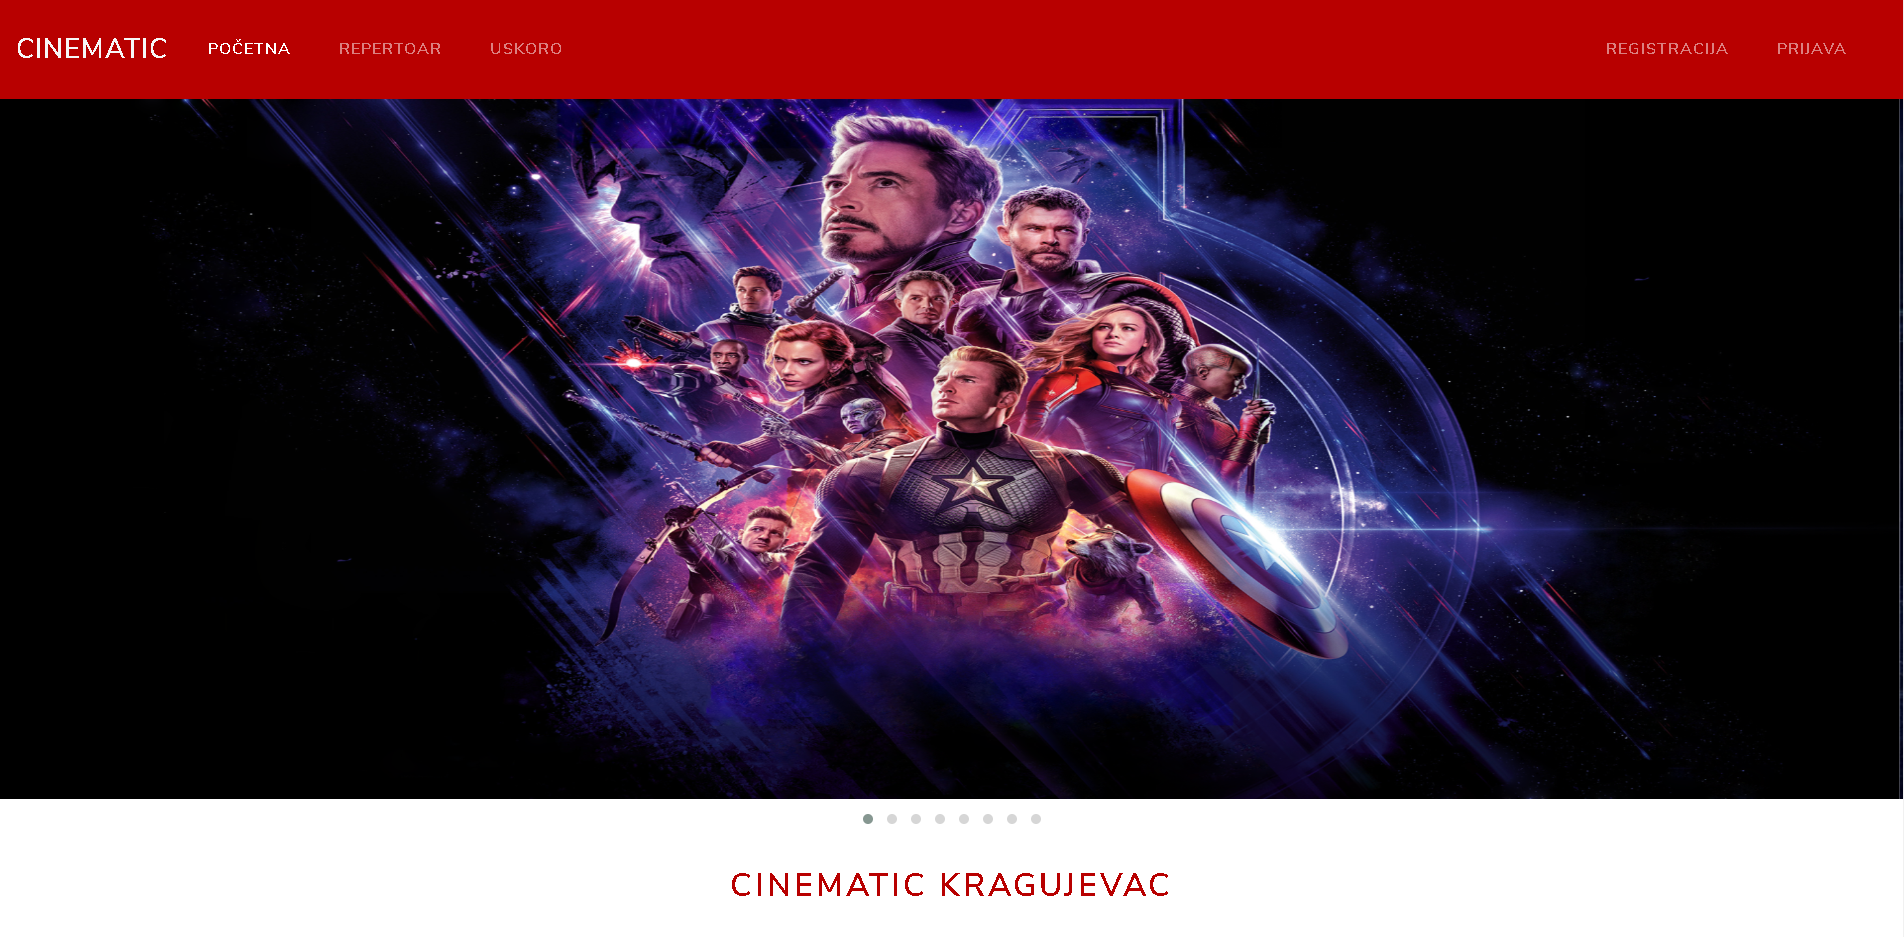 CINEMATIC POČETNA REPERTOAR USKORO REGISTRACIJA PRIJAVA
CINEMATIC KRAGUJEVAC